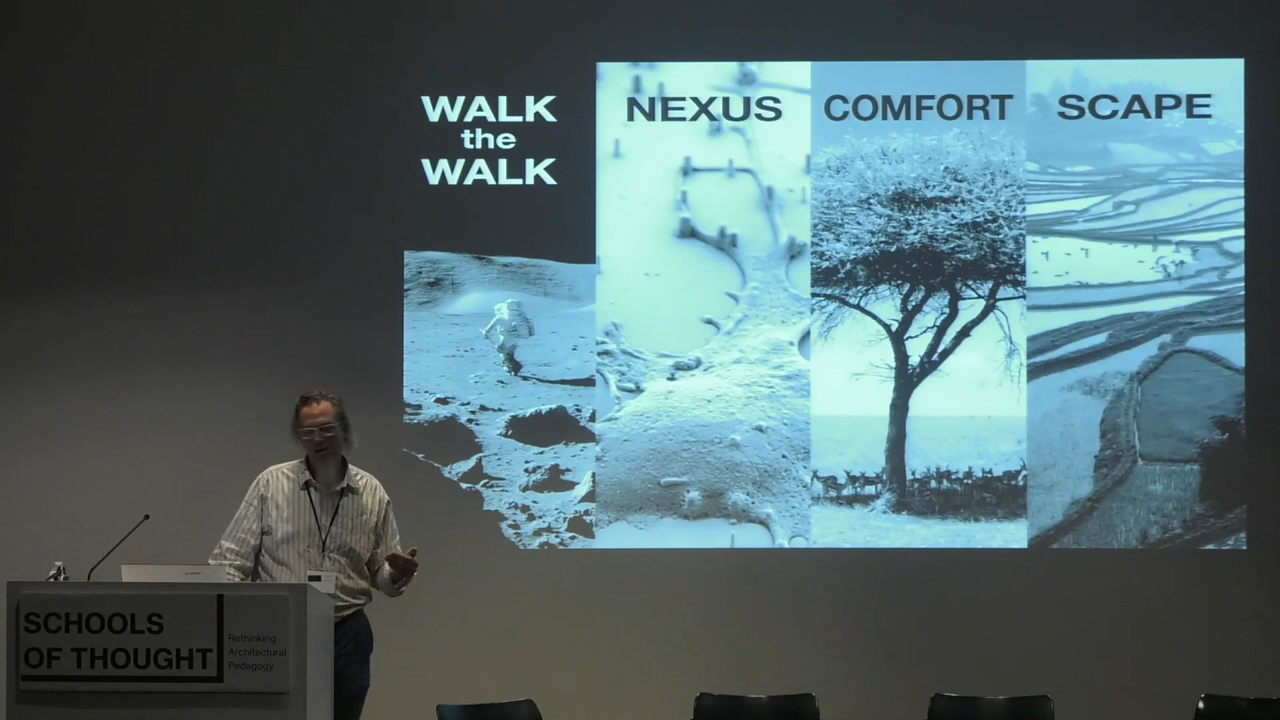 WALK
the
WALK
NEXUS
COMFORT
SCAPE
SCHOOLS
OF THOUGHT
Rethinking
Architectural
Pedagogy